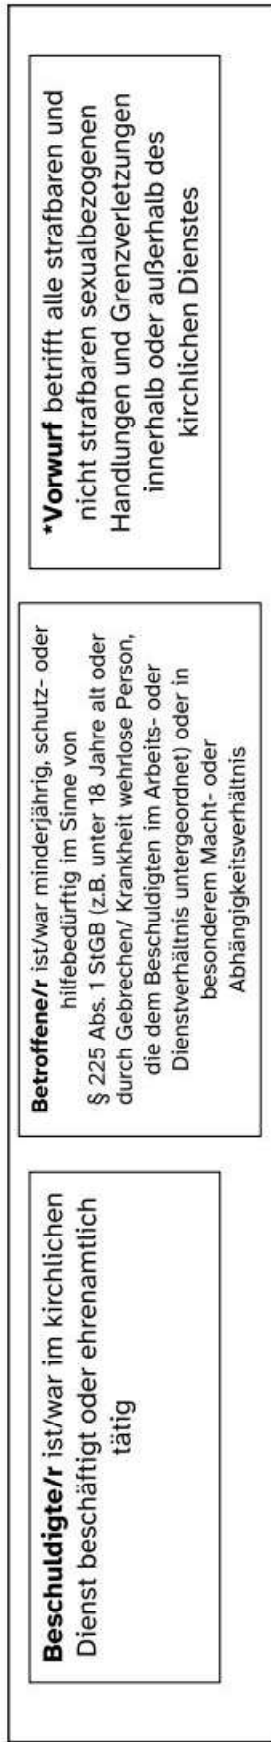 Beschuldigte/r ist/war im kirchlichen
Dienst beschäftigt oder ehrenamtlich
tätig
Betroffene/r ist/war minderjährig, schutz- oder
hilfebedürftig im Sinne von
§ 225 Abs. 1 StGB (z.B. unter 18 Jahre alt oder
durch Gebrechen/ Krankheit wehrlose Person,
die dem Beschuldigten im Arbeits- oder
Dienstverhältnis untergeordnet) oder in
besonderem Macht- oder
Abhängigkeitsverhältnis
*Vorwurf betrifft alle strafbaren und
nicht strafbaren sexualbezogenen
Handlungen und Grenzverletzungen
innerhalb oder außerhalb des
kirchlichen Dienstes